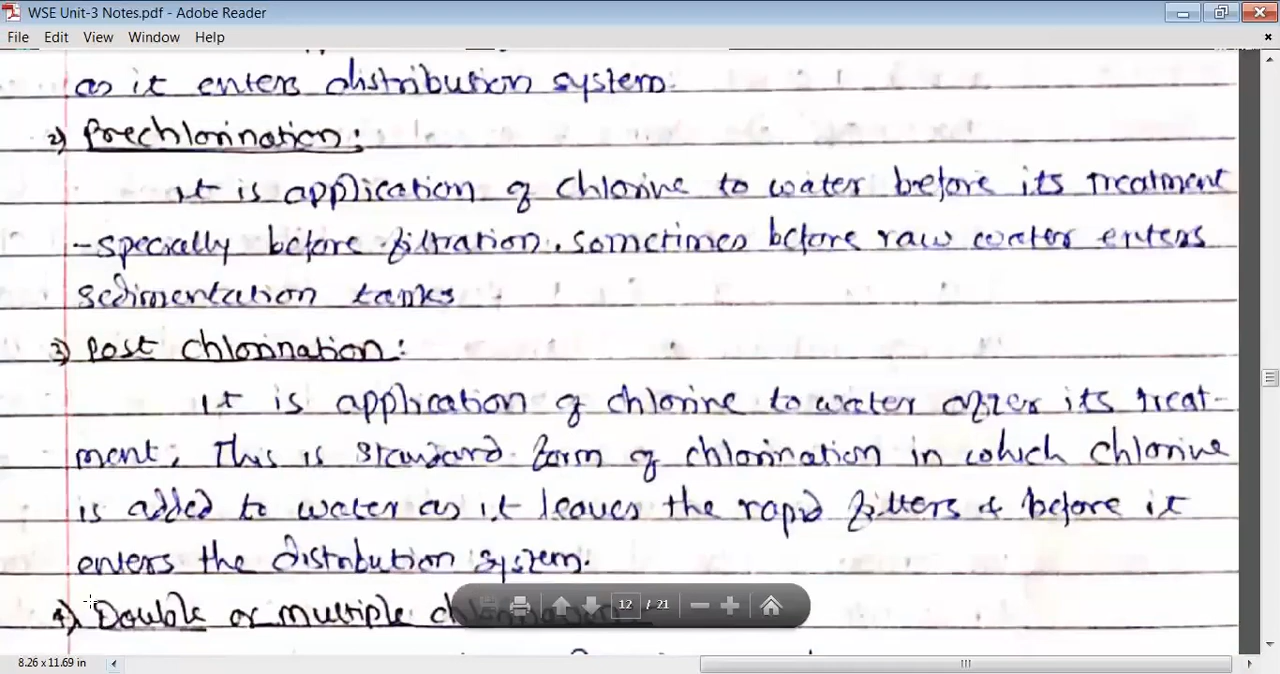 WSE Unit-3 Notes.pdf - Adobe Reader
File Edit View Window Help
as it enters distribution system.
2) Prechlorination:
It is application of chlorine to water before its treatment
-specially before filtration, sometimes before raw water enters
sedimentation tanks
3) Post chlorination:
It is application of chlorine to water after its treat-
ment; This is standard form of chlorination in which chlorine
is added to water as it leaves the rapid filters & before it
enters the distribution system.
4) Double or multiple
12 / 21
8.26 x 11.69 in